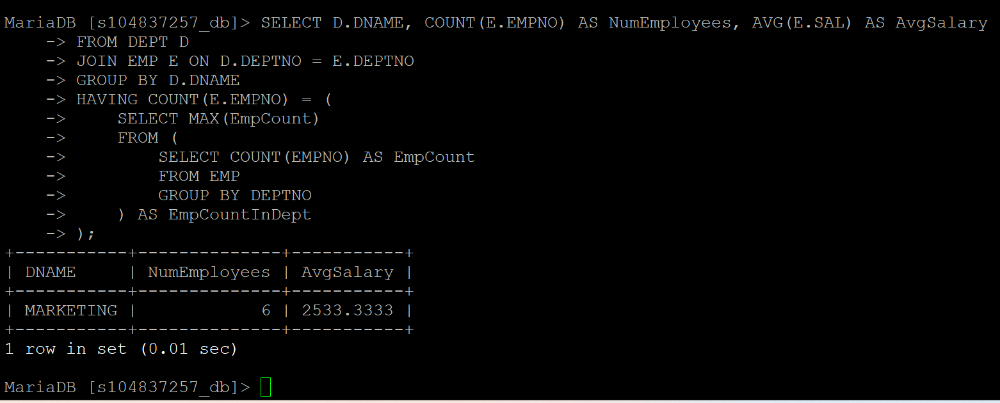 MariaDB [s104837257_db]> SELECT D.DNAME, COUNT(E.EMPNO) AS NumEmployees, AVG(E.SAL) AS AvgSalary
    -> FROM DEPT D
    -> JOIN EMP E ON D.DEPTNO = E.DEPTNO
    -> GROUP BY D.DNAME
    -> HAVING COUNT(E.EMPNO) = (
    ->     SELECT MAX(EmpCount)
    ->     FROM (
    ->         SELECT COUNT(EMPNO) AS EmpCount
    ->         FROM EMP
    ->         GROUP BY DEPTNO
    ->     ) AS EmpCountInDept
    -> );
+-----------+--------------+-----------+
| DNAME     | NumEmployees | AvgSalary |
+-----------+--------------+-----------+
| MARKETING |            6 | 2533.3333 |
+-----------+--------------+-----------+
1 row in set (0.01 sec)

MariaDB [s104837257_db]>